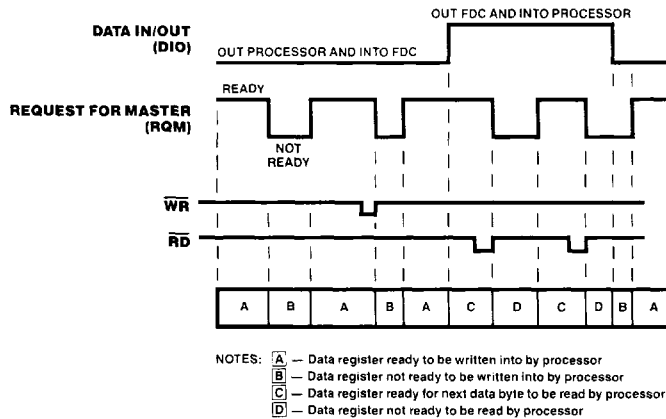 OUT FDC AND INTO PROCESSOR
DATA IN/OUT
(DIO)
OUT PROCESSOR AND INTO FDC
READY
REQUEST FOR MASTER
(RQM)
NOT
READY
WR
RD
A B A B A C D C D B A
NOTES: A — Data register ready to be written into by processor
B — Data register not ready to be written into by processor
C — Data register ready for next data byte to be read by processor
D — Data register not ready to be read by processor